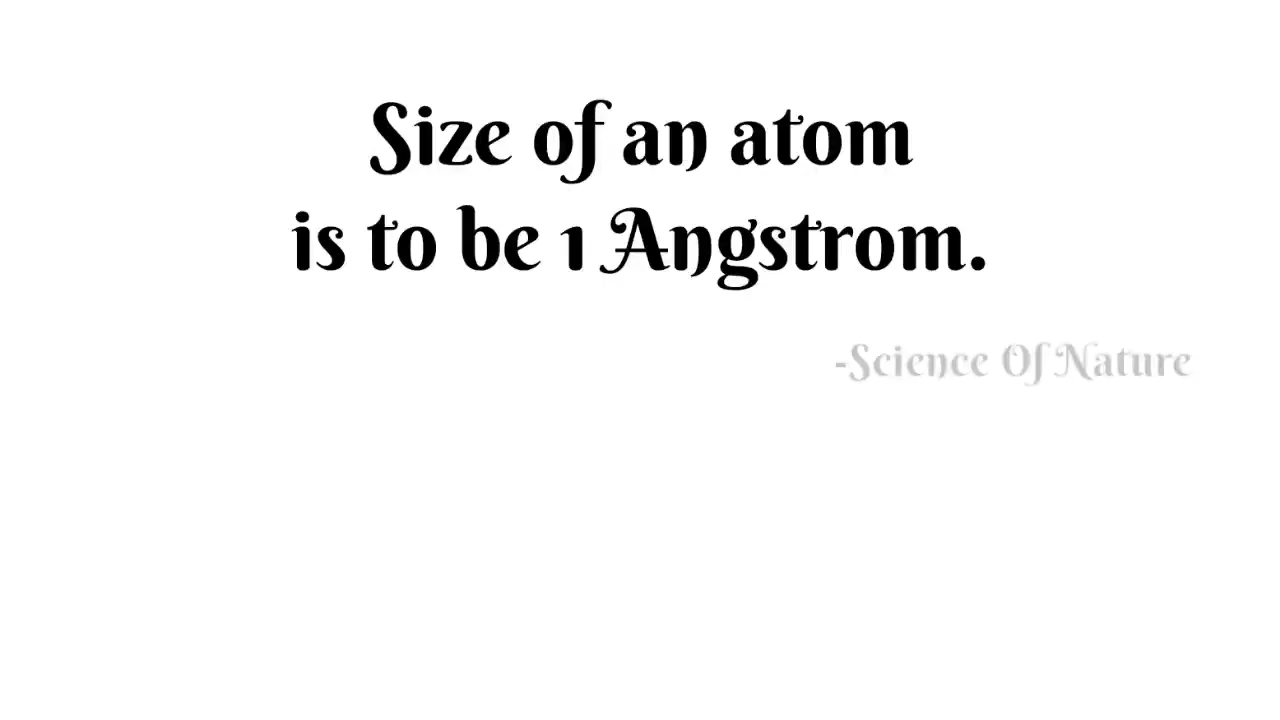 Size of an atom
is to be 1 Angstrom.
-Science Of Nature